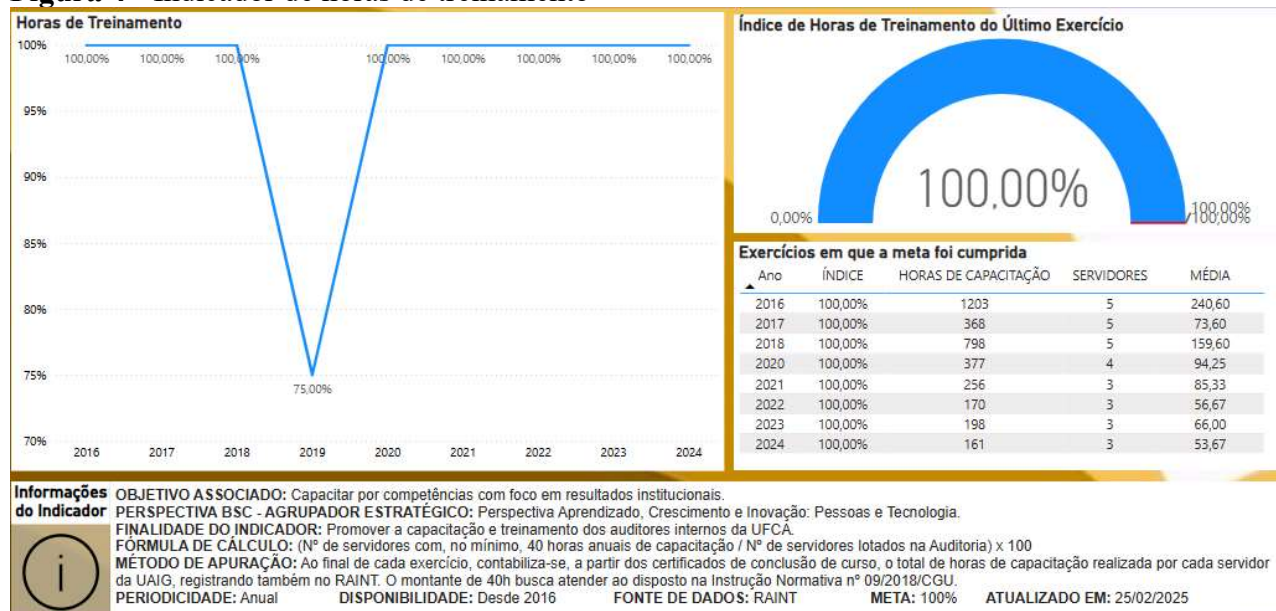 Horas de Treinamento
100%
100,00% 100,00% 100,00% 100,00% 100,00% 100,00% 100,00% 100,00%
95%
90%
85%
80%
75%
75,00%
70%
2016 2017 2018 2019 2020 2021 2022 2023 2024
Índice de Horas de Treinamento do Último Exercício
100,00%
0,00%
100,00%
100,00%
Exercícios em que a meta foi cumprida
Ano ÍNDICE HORAS DE CAPACITAÇÃO SERVIDORES MÉDIA
2016 100,00% 1203 5 240,60
2017 100,00% 368 5 73,60
2018 100,00% 798 5 159,60
2020 100,00% 377 4 94,25
2021 100,00% 256 3 85,33
2022 100,00% 170 3 56,67
2023 100,00% 198 3 66,00
2024 100,00% 161 3 53,67
Informações do Indicador
OBJETIVO ASSOCIADO: Capacitar por competências com foco em resultados institucionais.
PERSPECTIVA BSC - AGRUPADOR ESTRATÉGICO: Perspectiva Aprendizado, Crescimento e Inovação: Pessoas e Tecnologia.
FINALIDADE DO INDICADOR: Promover a capacitação e treinamento dos auditores internos da UFCA.
FÓRMULA DE CÁLCULO: (Nº de servidores com, no mínimo, 40 horas anuais de capacitação / Nº de servidores lotados na Auditoria) x 100
MÉTODO DE APURAÇÃO: Ao final de cada exercício, contabiliza-se, a partir dos certificados de conclusão de curso, o total de horas de capacitação realizada por cada servidor
da UAIG, registrando também no RAINT. O montante de 40h busca atender ao disposto na Instrução Normativa nº 09/2018/CGU.
PERIODICIDADE: Anual DISPONIBILIDADE: Desde 2016 FONTE DE DADOS: RAINT META: 100% ATUALIZADO EM: 25/02/2025